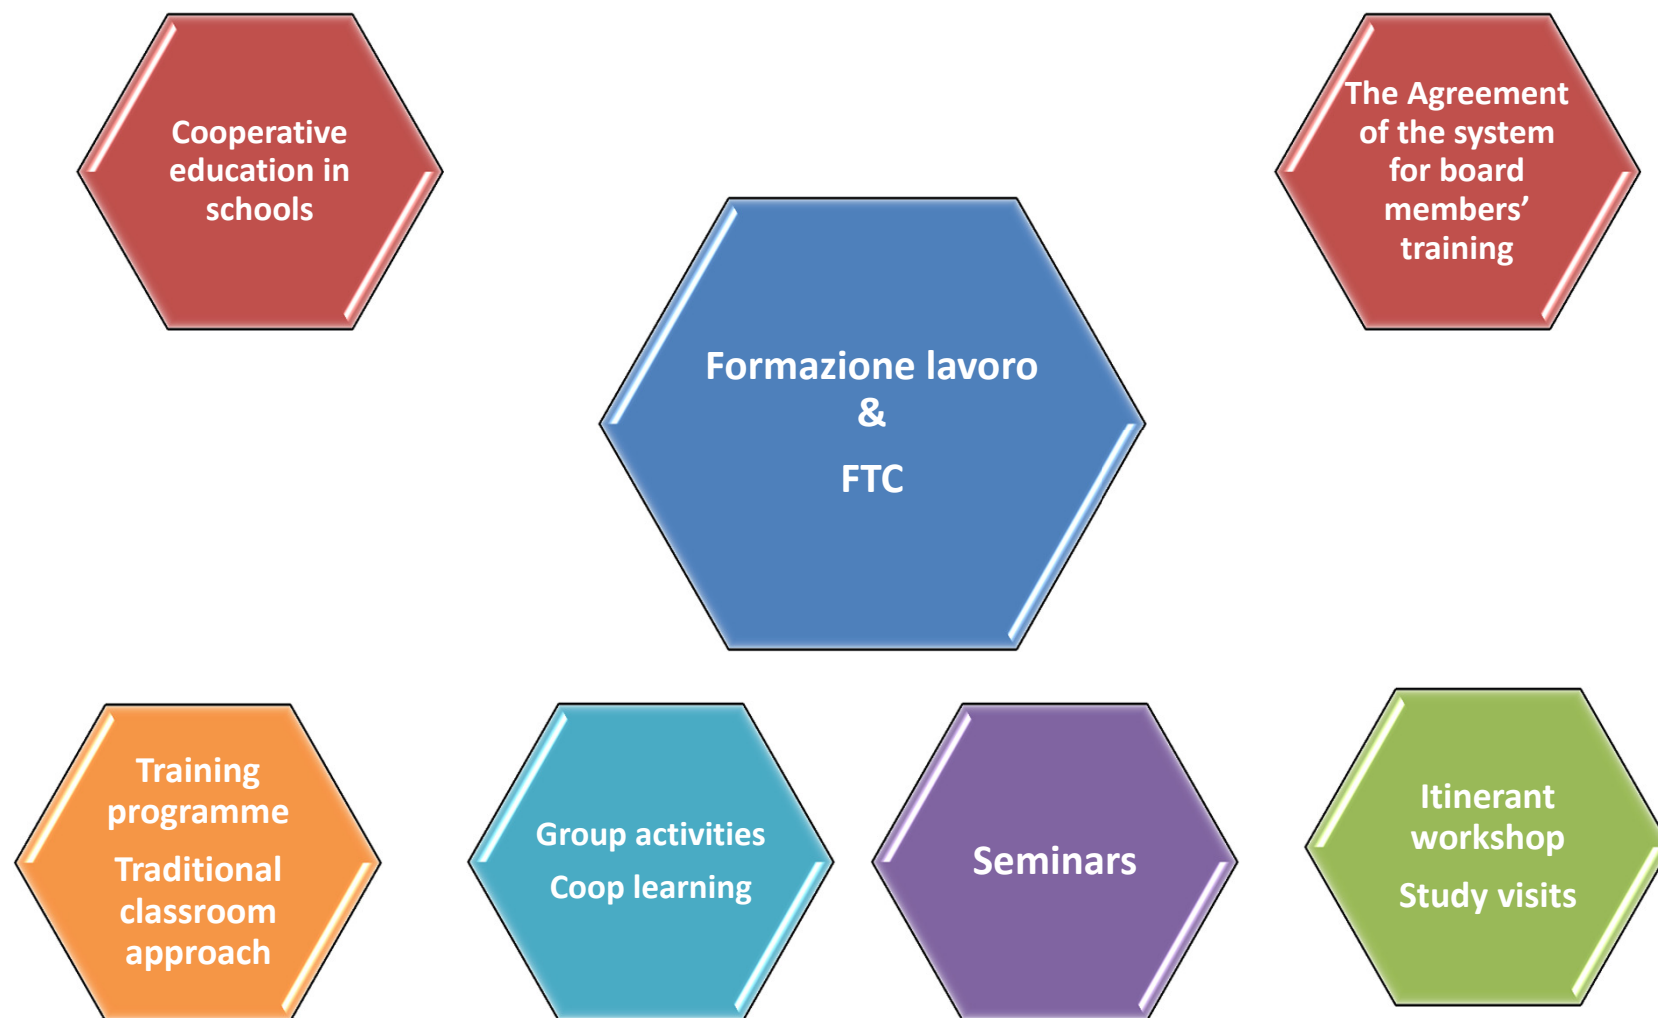 Cooperative
education in
schools
The Agreement
of the system
for board
members’
training
Formazione lavoro
&
FTC
Training
programme
Traditional
classroom
approach
Group activities
Coop learning
Seminars
Itinerant
workshop
Study visits